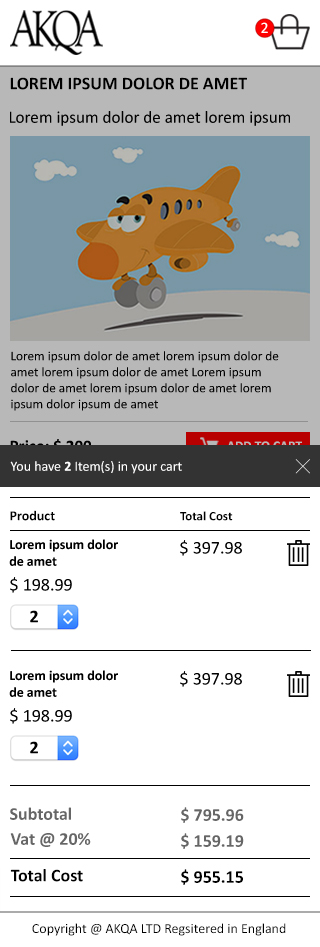 AKQA
2
LOREM IPSUM DOLOR DE AMET
Lorem ipsum dolor de amet lorem ipsum
Lorem ipsum dolor de amet lorem ipsum dolor de
amet lorem ipsum dolor de amet Lorem ipsum
dolor de amet lorem ipsum dolor de amet lorem
ipsum dolor ipsum de amet
Price: $ 299 ADD TO CART
You have 2 Item(s) in your cart
Product Total Cost
Lorem ipsum dolor
de amet
$ 397.98
$ 198.99
2
Lorem ipsum dolor
de amet
$ 397.98
$ 198.99
2
Subtotal $ 795.96
Vat @ 20% $ 159.19
Total Cost $ 955.15
Copyright @ AKQA LTD Regsitered in England